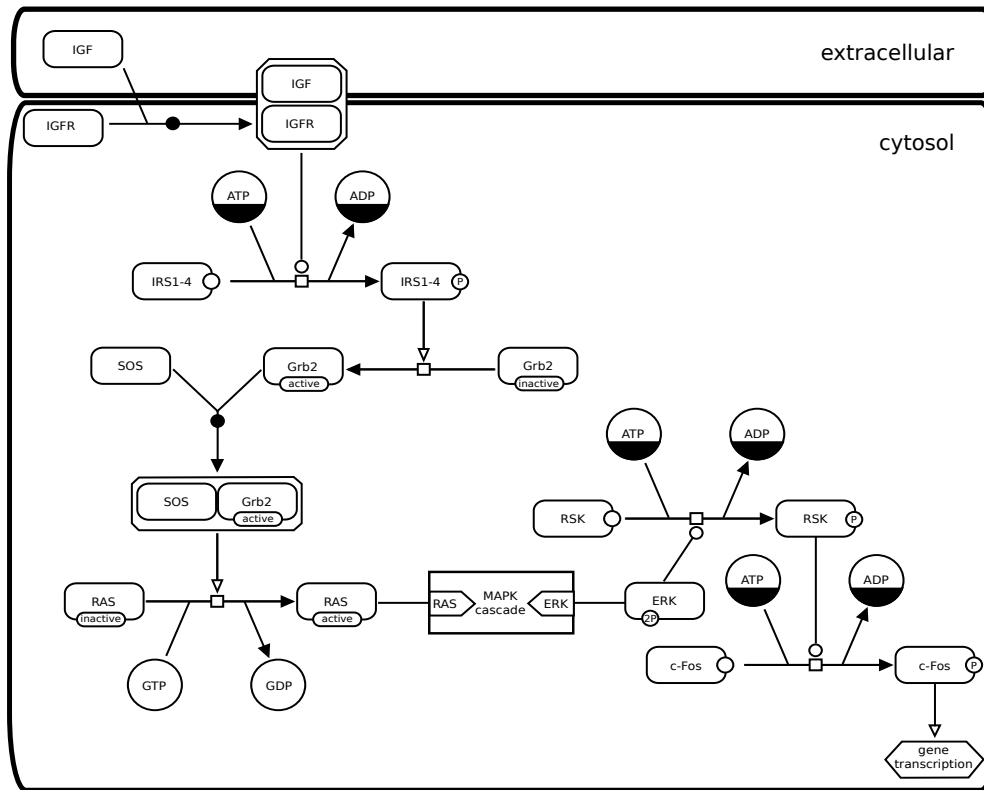 IGF
extracellular
IGF
IGFR
IGFR
cytosol
ATP
ADP
IRS1-4
IRS1-4
P
SOS
Grb2
active
Grb2
inactive
ATP
ADP
SOS
Grb2
active
RSK
RSK
P
ATP
ADP
RAS
inactive
RAS
active
RAS
MAPK
cascade
ERK
ERK
2P
GTP
GDP
c-Fos
c-Fos
P
gene
transcription